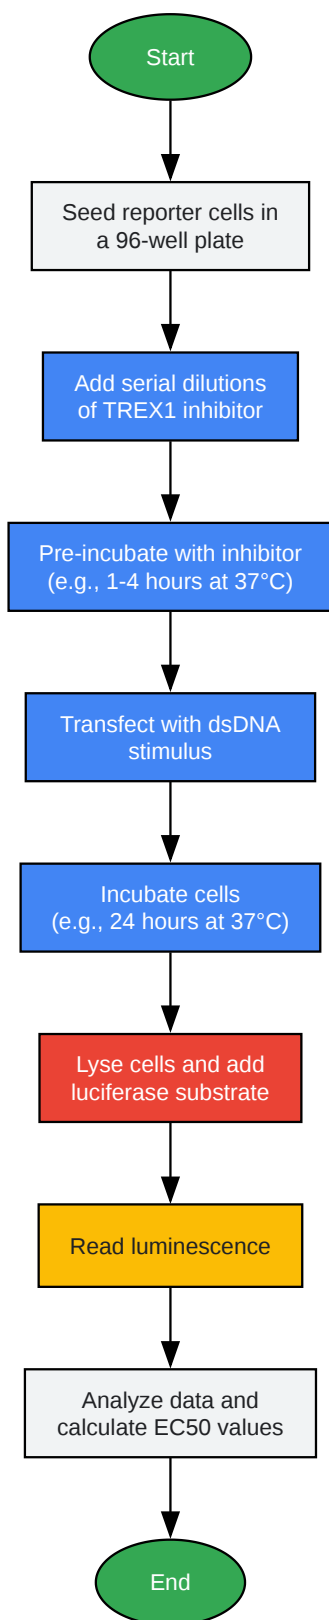 Start
Seed reporter cells in
a 96-well plate
Add serial dilutions
of TREX1 inhibitor
Pre-incubate with inhibitor
(e.g., 1-4 hours at 37°C)
Transfect with dsDNA
stimulus
Incubate cells
(e.g., 24 hours at 37°C)
Lyse cells and add
luciferase substrate
Read luminescence
Analyze data and
calculate EC50 values
End